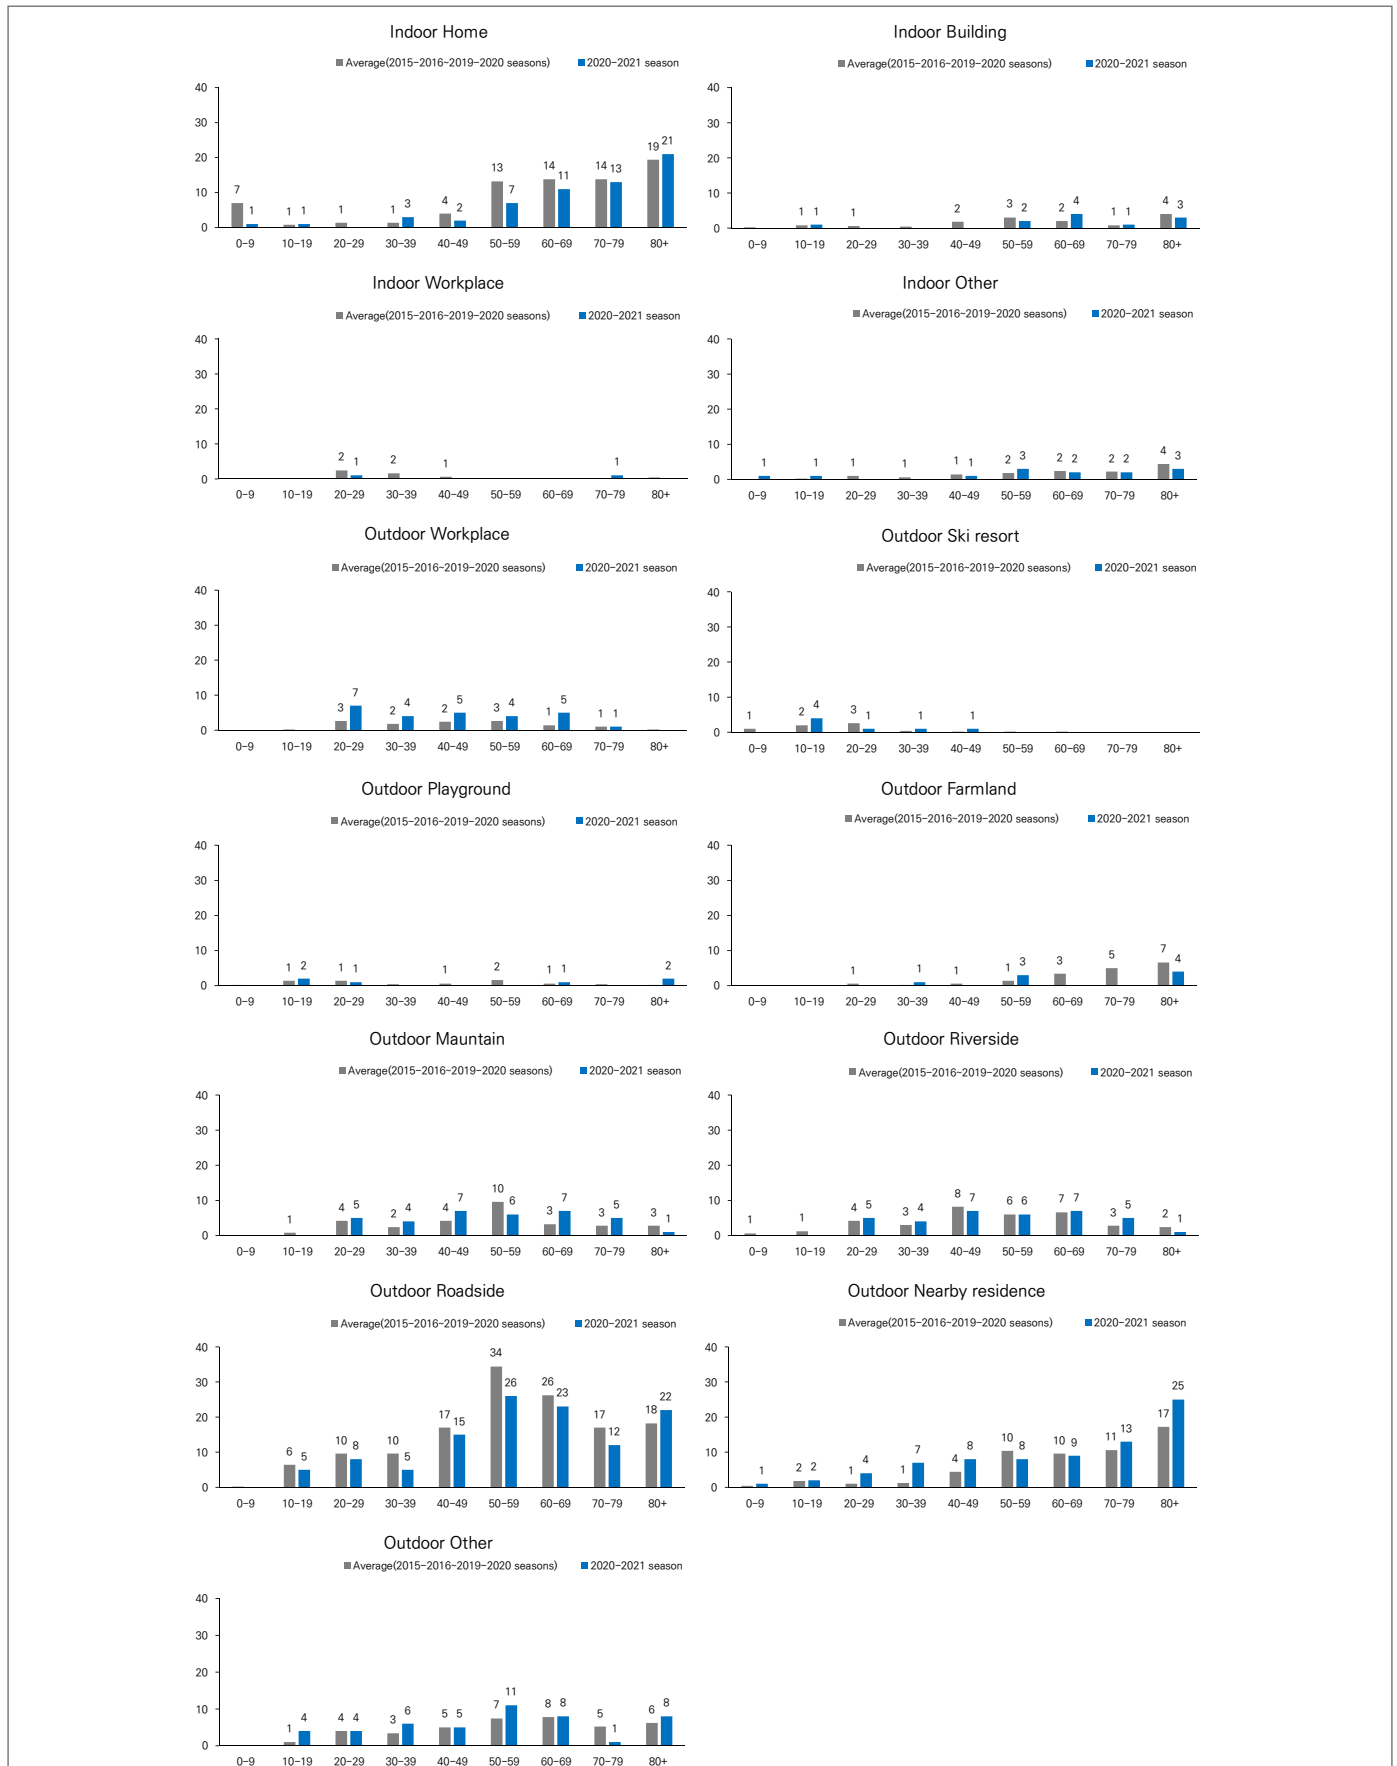 Indoor Home
Average(2015-2016~2019-2020 seasons) 2020-2021 season
40
30
20
10
0
7 1 1 1 1 1 3 4 2 13 7 14 11 14 13 19 21
0-9 10-19 20-29 30-39 40-49 50-59 60-69 70-79 80+
Indoor Building
Average(2015-2016~2019-2020 seasons) 2020-2021 season
40
30
20
10
0
1 1 1 2 3 2 2 4 1 1 4 3
0-9 10-19 20-29 30-39 40-49 50-59 60-69 70-79 80+
Indoor Workplace
Average(2015-2016~2019-2020 seasons) 2020-2021 season
40
30
20
10
0
2 1 2 1 1
0-9 10-19 20-29 30-39 40-49 50-59 60-69 70-79 80+
Indoor Other
Average(2015-2016~2019-2020 seasons) 2020-2021 season
40
30
20
10
0
1 1 1 1 1 1 2 3 2 2 2 2 4 3
0-9 10-19 20-29 30-39 40-49 50-59 60-69 70-79 80+
Outdoor Workplace
Average(2015-2016~2019-2020 seasons) 2020-2021 season
40
30
20
10
0
3 7 2 4 2 5 3 4 1 5 1 1
0-9 10-19 20-29 30-39 40-49 50-59 60-69 70-79 80+
Outdoor Ski resort
Average(2015-2016~2019-2020 seasons) 2020-2021 season
40
30
20
10
0
1 2 4 3 1 1 1
0-9 10-19 20-29 30-39 40-49 50-59 60-69 70-79 80+
Outdoor Playground
Average(2015-2016~2019-2020 seasons) 2020-2021 season
40
30
20
10
0
1 2 1 1 1 2 1 1 2
0-9 10-19 20-29 30-39 40-49 50-59 60-69 70-79 80+
Outdoor Farmland
Average(2015-2016~2019-2020 seasons) 2020-2021 season
40
30
20
10
0
1 1 1 1 3 3 5 7 4
0-9 10-19 20-29 30-39 40-49 50-59 60-69 70-79 80+
Outdoor Mauntain
Average(2015-2016~2019-2020 seasons) 2020-2021 season
40
30
20
10
0
1 4 5 2 4 4 7 10 6 3 7 3 5 3 1
0-9 10-19 20-29 30-39 40-49 50-59 60-69 70-79 80+
Outdoor Riverside
Average(2015-2016~2019-2020 seasons) 2020-2021 season
40
30
20
10
0
1 1 4 5 3 4 8 7 6 6 7 7 3 5 2 1
0-9 10-19 20-29 30-39 40-49 50-59 60-69 70-79 80+
Outdoor Roadside
Average(2015-2016~2019-2020 seasons) 2020-2021 season
40
30
20
10
0
6 5 10 8 10 5 17 15 34 26 26 23 17 12 18 22
0-9 10-19 20-29 30-39 40-49 50-59 60-69 70-79 80+
Outdoor Nearby residence
Average(2015-2016~2019-2020 seasons) 2020-2021 season
40
30
20
10
0
1 2 2 1 4 1 7 4 8 10 8 10 9 11 13 17 25
0-9 10-19 20-29 30-39 40-49 50-59 60-69 70-79 80+
Outdoor Other
Average(2015-2016~2019-2020 seasons) 2020-2021 season
40
30
20
10
0
1 4 4 4 3 6 5 5 7 11 8 8 5 1 6 8
0-9 10-19 20-29 30-39 40-49 50-59 60-69 70-79 80+